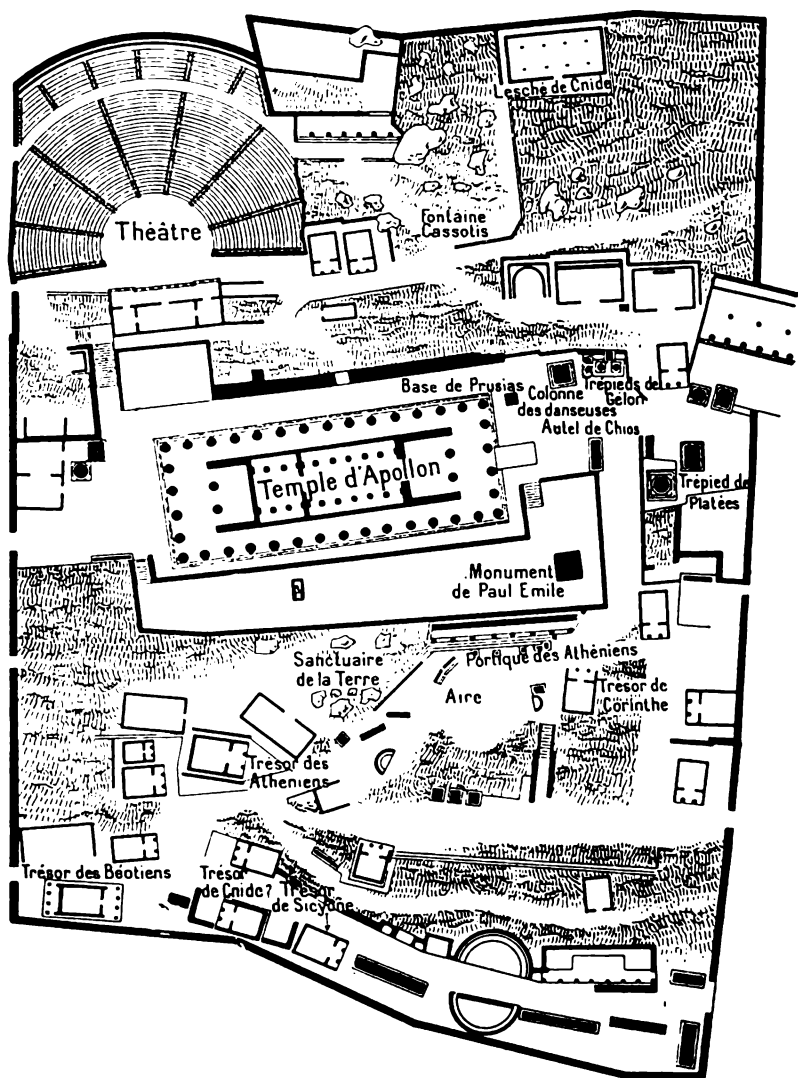 Lesché de Cnide
Théâtre
Fontaine
Cassotis
Base de Prusias
Colonne
des danseuses
Trépieds de
Gélon
Autel de Chios
Temple d'Apollon
Trépied de
Platées
Monument
de Paul Emile
Sanctuaire
de la Terre
Portique des Athéniens
Aire
Trésor de
Corinthe
Trésor des
Athéniens
Trésor des Béotiens
Trésor
de Cnide?
Trésor
de Sicyone